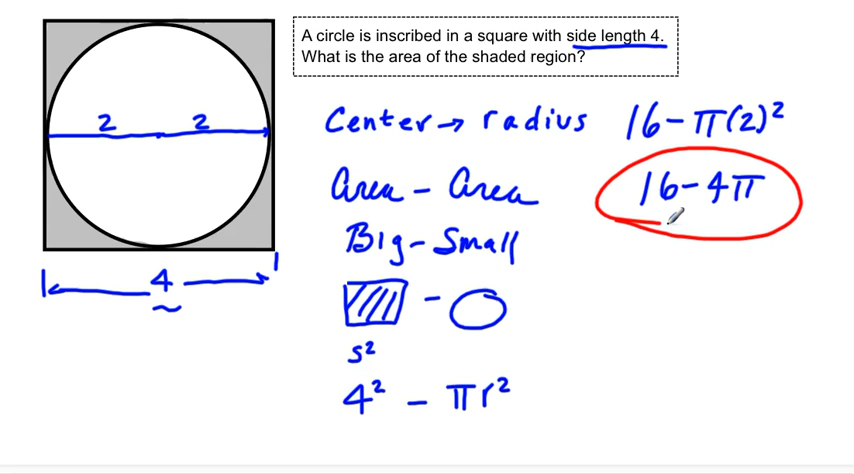 A circle is inscribed in a square with side length 4.
What is the area of the shaded region?
2 2
4
Center → radius
Area - Area
Big - Small
-
s²
4² - πr²
16 - π(2)²
16 - 4π